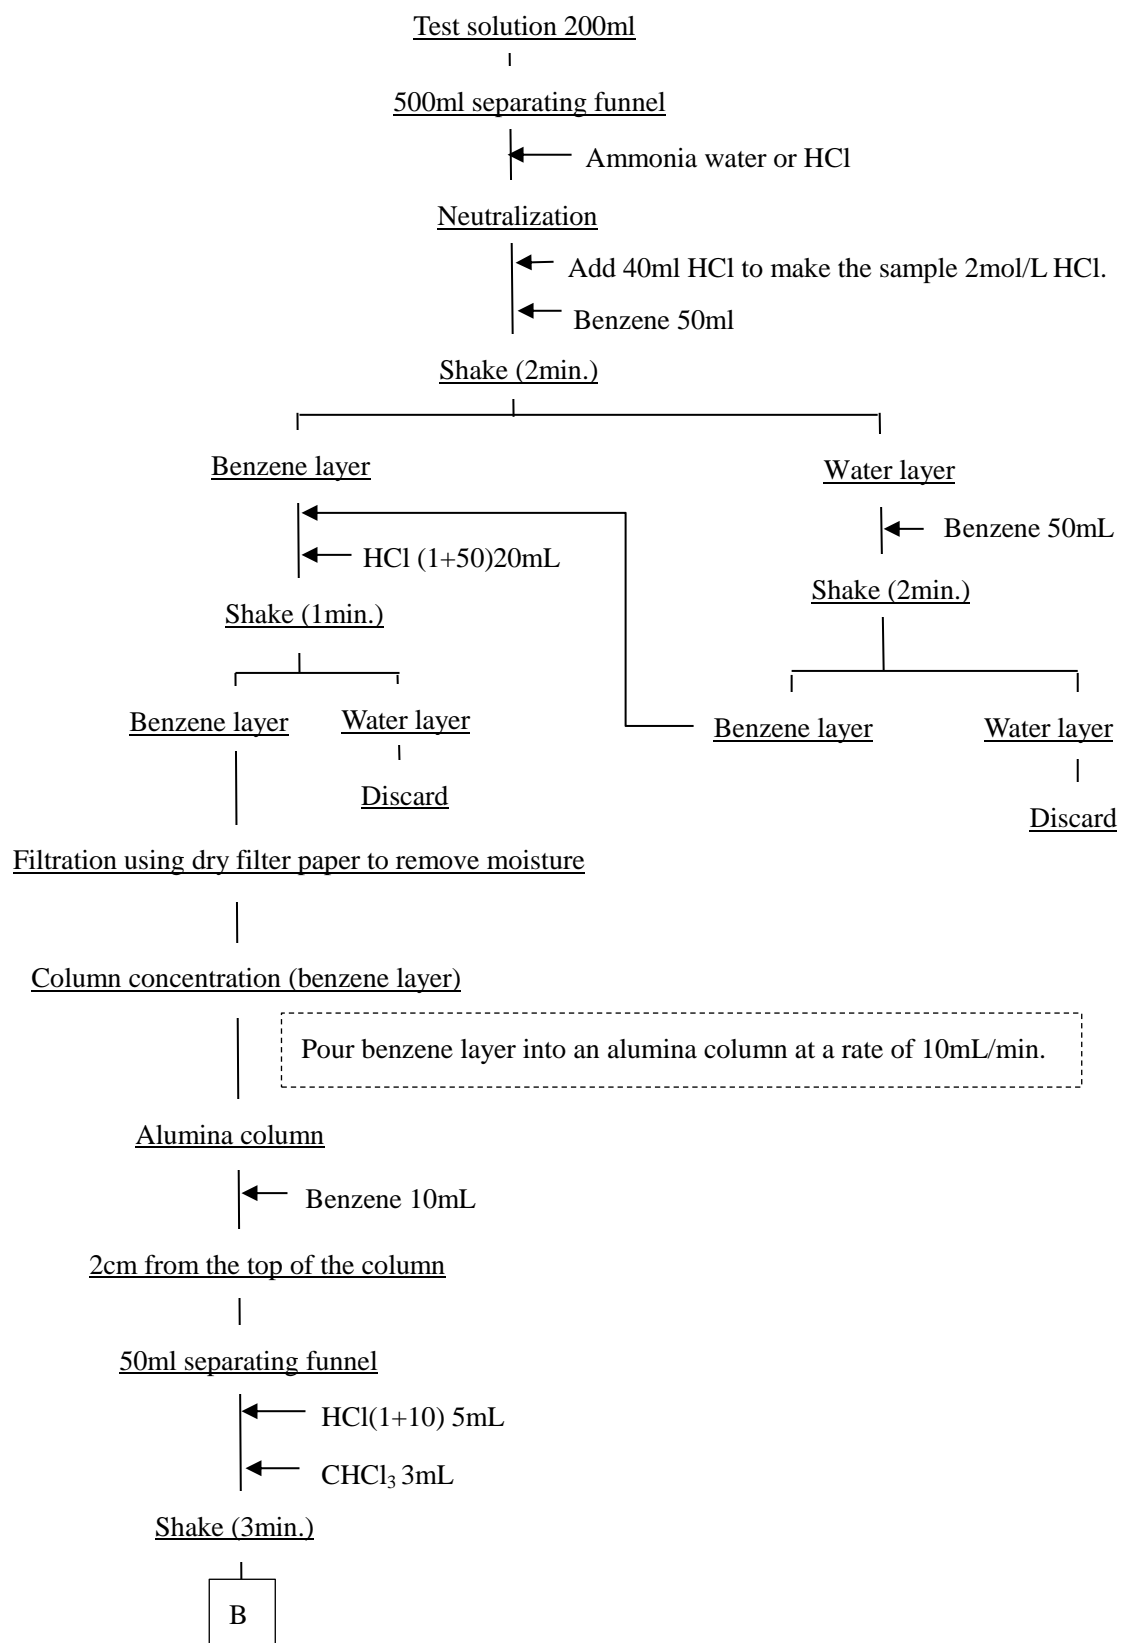 Test solution 200ml
500ml separating funnel
Ammonia water or HCl
Neutralization
Add 40ml HCl to make the sample 2mol/L HCl.
Benzene 50ml
Shake (2min.)
Benzene layer
Water layer
Benzene 50mL
HCl (1+50)20mL
Shake (2min.)
Shake (1min.)
Benzene layer
Water layer
Benzene layer
Water layer
Discard
Discard
Filtration using dry filter paper to remove moisture
Column concentration (benzene layer)
Pour benzene layer into an alumina column at a rate of 10mL/min.
Alumina column
Benzene 10mL
2cm from the top of the column
50ml separating funnel
HCl(1+10) 5mL
CHCl₃ 3mL
Shake (3min.)
B